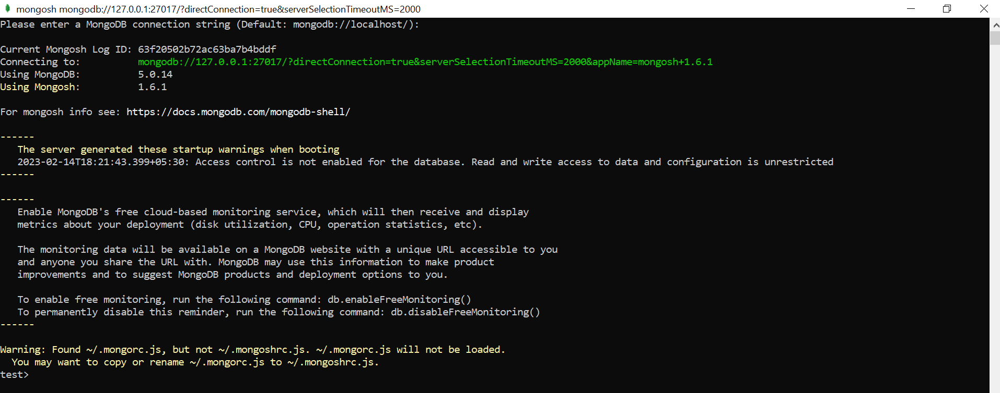 mongosh mongodb://127.0.0.1:27017/?directConnection=true&serverSelectionTimeoutMS=2000
Please enter a MongoDB connection string (Default: mongodb://localhost/):
Current Mongosh Log ID: 63f20502b72ac63ba7b4bddf
Connecting to: mongodb://127.0.0.1:27017/?directConnection=true&serverSelectionTimeoutMS=2000&appName=mongosh+1.6.1
Using MongoDB: 5.0.14
Using Mongosh: 1.6.1
For mongosh info see: https://docs.mongodb.com/mongodb-shell/
------
The server generated these startup warnings when booting
2023-02-14T18:21:43.399+05:30: Access control is not enabled for the database. Read and write access to data and configuration is unrestricted
------
------
Enable MongoDB's free cloud-based monitoring service, which will then receive and display
metrics about your deployment (disk utilization, CPU, operation statistics, etc).
The monitoring data will be available on a MongoDB website with a unique URL accessible to you
and anyone you share the URL with. MongoDB may use this information to make product
improvements and to suggest MongoDB products and deployment options to you.
To enable free monitoring, run the following command: db.enableFreeMonitoring()
To permanently disable this reminder, run the following command: db.disableFreeMonitoring()
------
Warning: Found ~/.mongorc.js, but not ~/.mongoshrc.js. ~/.mongorc.js will not be loaded.
You may want to copy or rename ~/.mongorc.js to ~/.mongoshrc.js.
test>